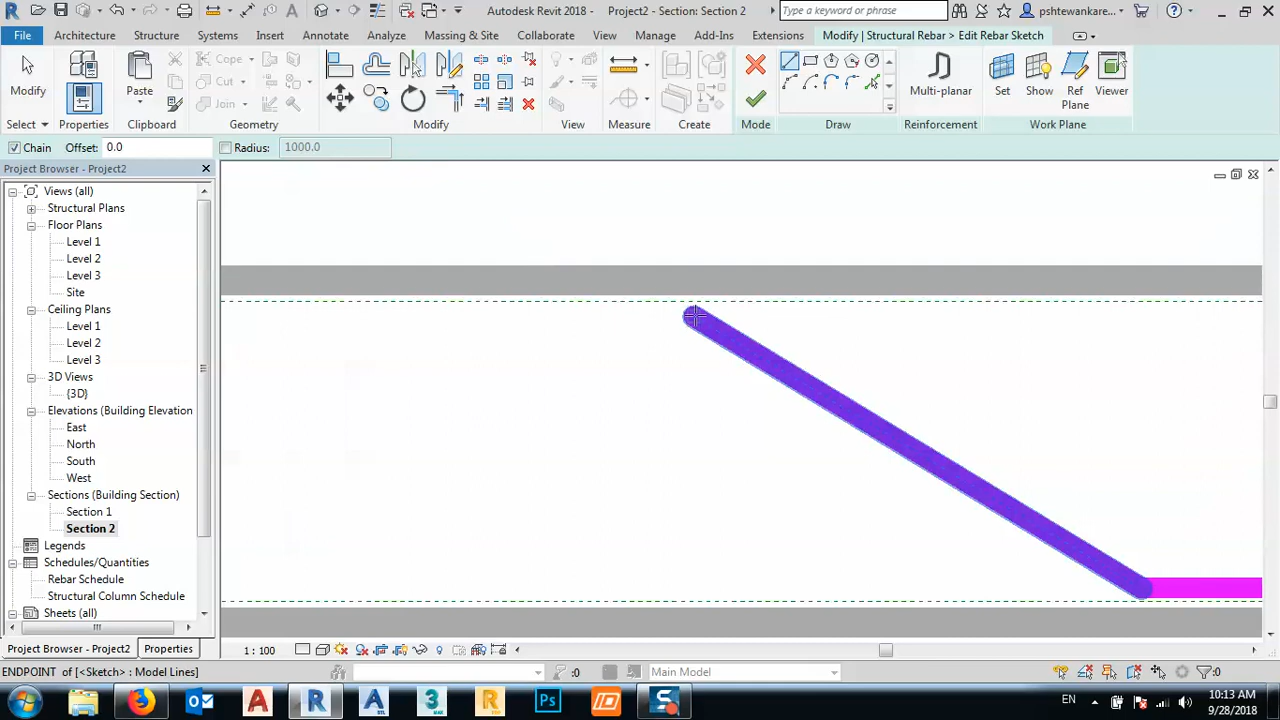 Autodesk Revit 2018 -   Project2 - Section: Section 2
Type a keyword or phrase
pshtewankare...
File
Architecture
Structure
Systems
Insert
Annotate
Analyze
Massing & Site
Collaborate
View
Manage
Add-Ins
Extensions
Modify | Structural Rebar > Edit Rebar Sketch
Modify
Paste
Cope
Cut
Join
Multi-planar
Set
Show
Ref
Plane
Viewer
Select
Properties
Clipboard
Geometry
Modify
View
Measure
Create
Mode
Draw
Reinforcement
Work Plane
Chain
Offset:
0.0
Radius:
1000.0
Project Browser - Project2
Views (all)
Structural Plans
Floor Plans
Level 1
Level 2
Level 3
Site
Ceiling Plans
Level 1
Level 2
Level 3
3D Views
{3D}
Elevations (Building Elevation
East
North
South
West
Sections (Building Section)
Section 1
Section 2
Legends
Schedules/Quantities
Rebar Schedule
Structural Column Schedule
Sheets (all)
Project Browser - Project2
Properties
1 : 100
ENDPOINT of [<Sketch> : Model Lines]
:0
Main Model
:0
EN
10:13 AM
9/28/2018